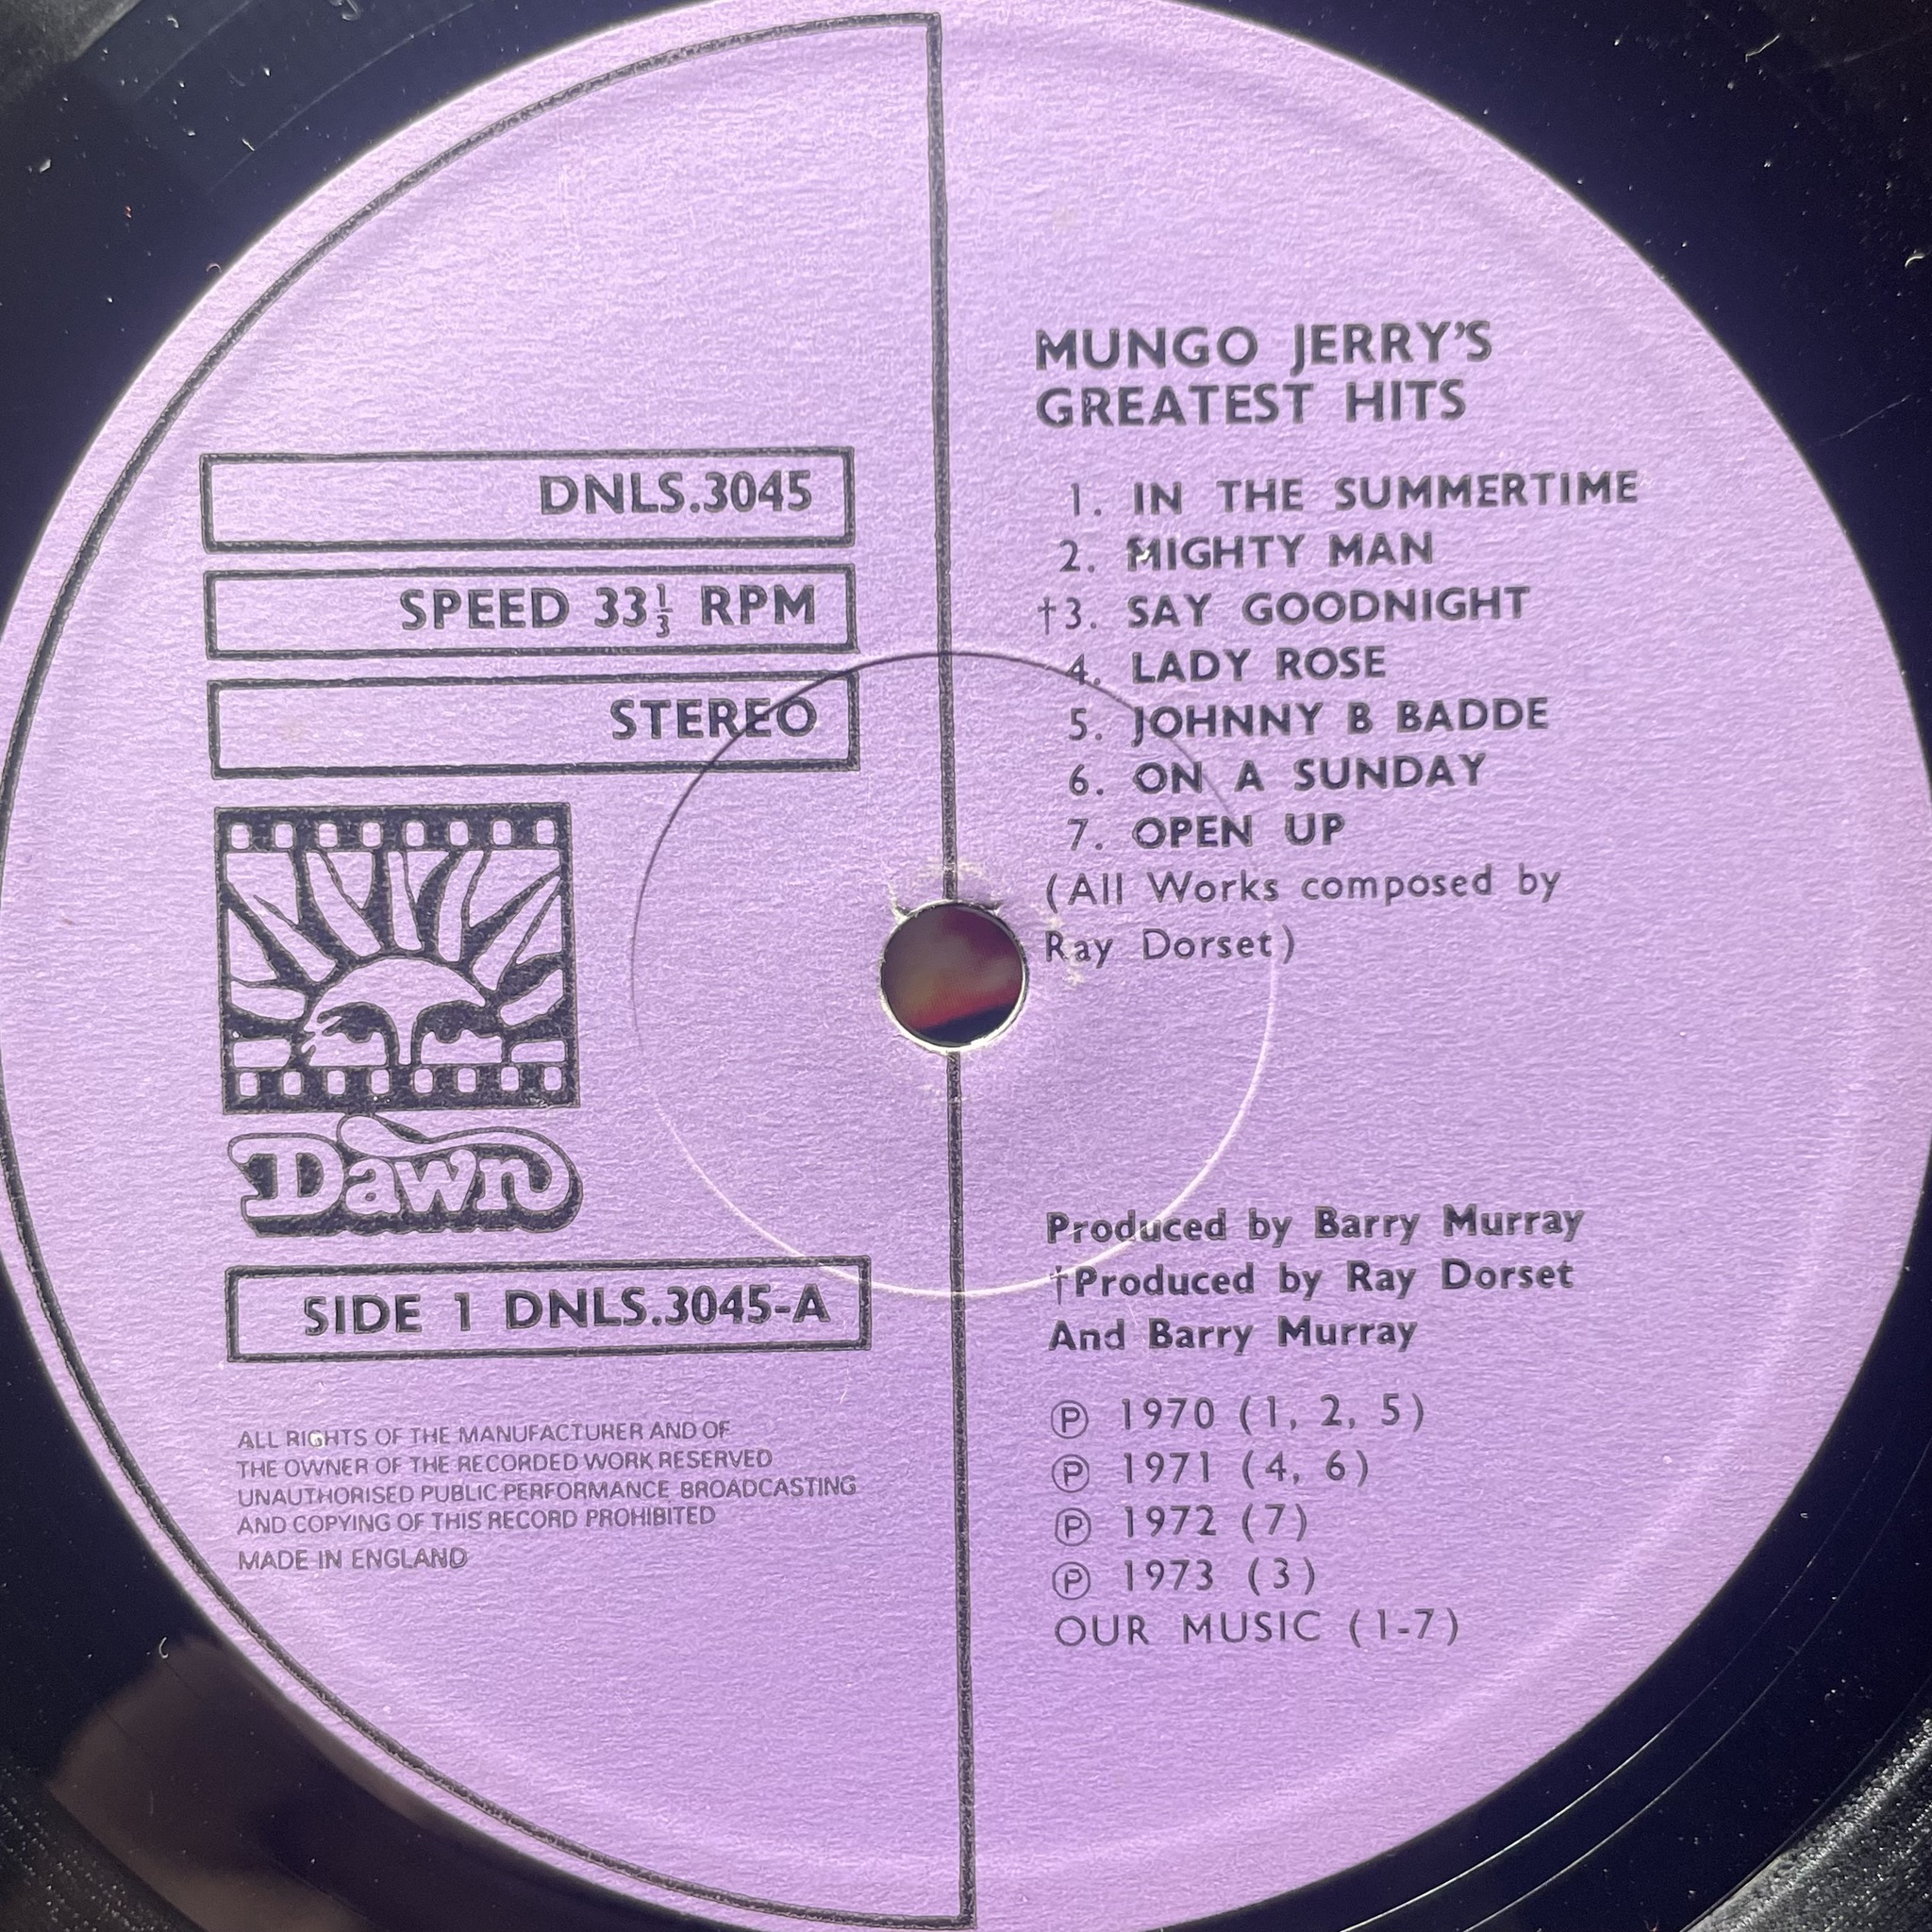 DNLS.3045
SPEED 33⅓ RPM
STEREO
Dawn
SIDE 1 DNLS.3045-A
ALL RIGHTS OF THE MANUFACTURER AND OF
THE OWNER OF THE RECORDED WORK RESERVED
UNAUTHORISED PUBLIC PERFORMANCE BROADCASTING
AND COPYING OF THIS RECORD PROHIBITED
MADE IN ENGLAND
MUNGO JERRY'S
GREATEST HITS
1. IN THE SUMMERTIME
2. MIGHTY MAN
†3. SAY GOODNIGHT
4. LADY ROSE
5. JOHNNY B BADDE
6. ON A SUNDAY
7. OPEN UP
(All Works composed by
Ray Dorset)
Produced by Barry Murray
†Produced by Ray Dorset
And Barry Murray
℗ 1970 (1, 2, 5)
℗ 1971 (4, 6)
℗ 1972 (7)
℗ 1973 (3)
OUR MUSIC (1-7)